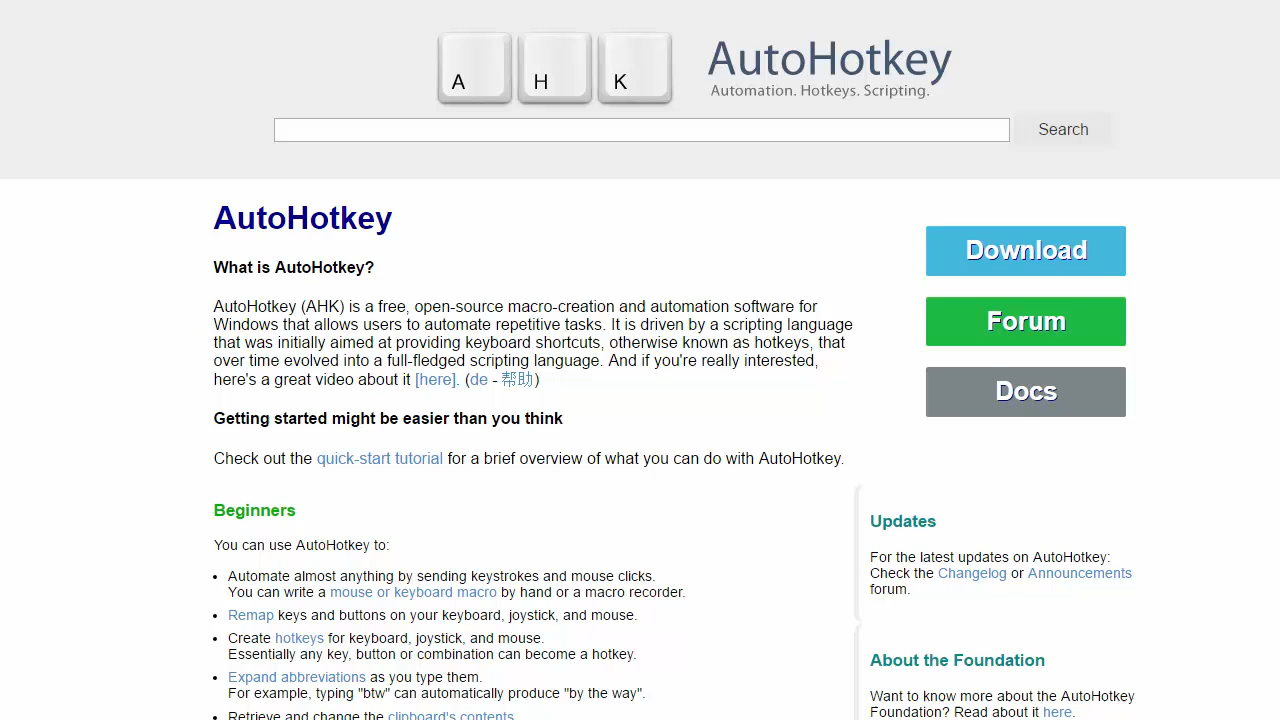 A H K
AutoHotkey
Automation. Hotkeys. Scripting.
Search
AutoHotkey
What is AutoHotkey?
AutoHotkey (AHK) is a free, open-source macro-creation and automation software for
Windows that allows users to automate repetitive tasks. It is driven by a scripting language
that was initially aimed at providing keyboard shortcuts, otherwise known as hotkeys, that
over time evolved into a full-fledged scripting language. And if you're really interested,
here's a great video about it [here]. (de - 帮助)
Getting started might be easier than you think
Check out the quick-start tutorial for a brief overview of what you can do with AutoHotkey.
Beginners
You can use AutoHotkey to:
• Automate almost anything by sending keystrokes and mouse clicks.
You can write a mouse or keyboard macro by hand or a macro recorder.
• Remap keys and buttons on your keyboard, joystick, and mouse.
• Create hotkeys for keyboard, joystick, and mouse.
Essentially any key, button or combination can become a hotkey.
• Expand abbreviations as you type them.
For example, typing "btw" can automatically produce "by the way".
• Retrieve and change the clipboard's contents.
Download
Forum
Docs
Updates
For the latest updates on AutoHotkey:
Check the Changelog or Announcements
forum.
About the Foundation
Want to know more about the AutoHotkey
Foundation? Read about it here.